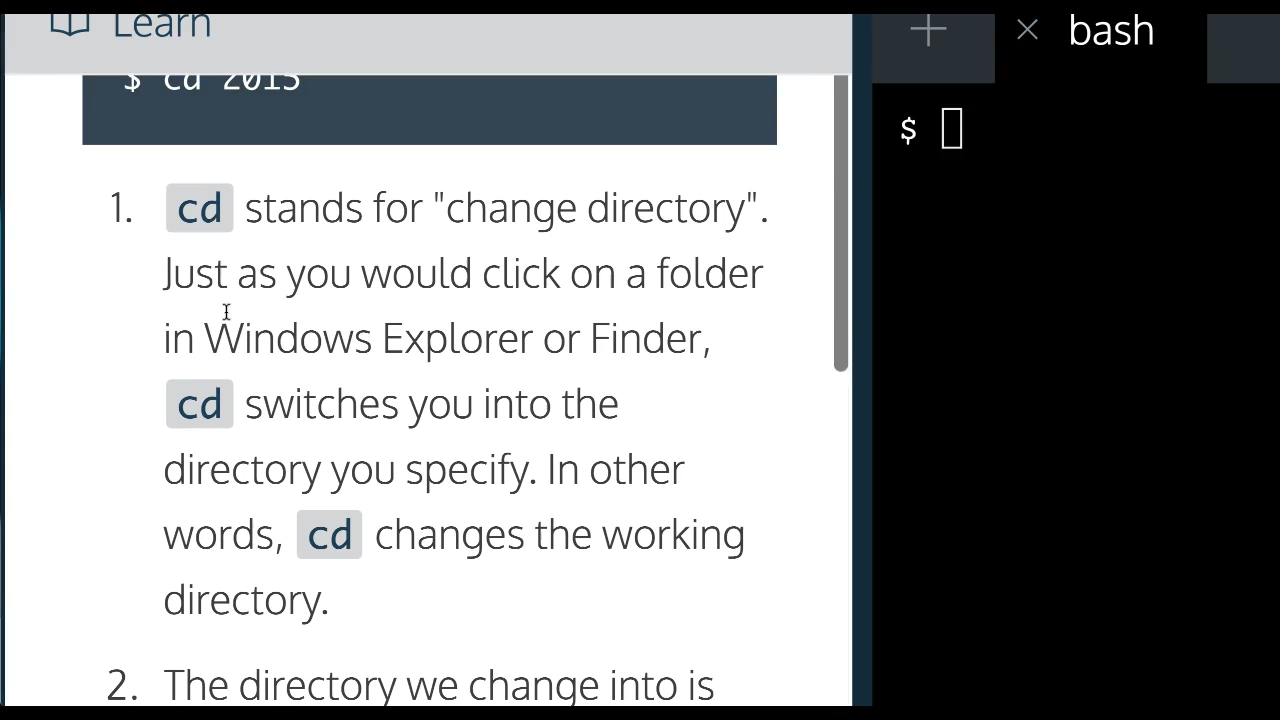 Learn
$ cd 2015
1. cd stands for "change directory".
Just as you would click on a folder
in Windows Explorer or Finder,
cd switches you into the
directory you specify. In other
words, cd changes the working
directory.
2. The directory we change into is
+ × bash
$